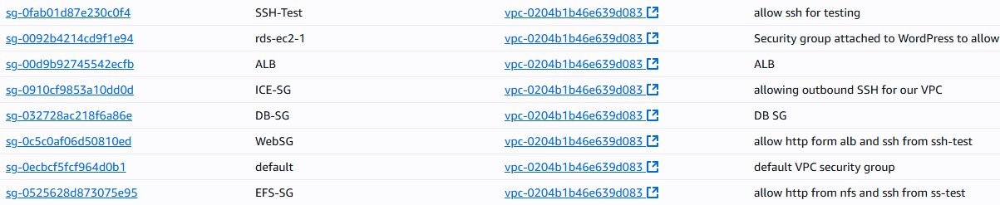 sg-0fab01d87e230c0f4 SSH-Test vpc-0204b1b46e639d083 allow ssh for testing
sg-0092b4214cd9f1e94 rds-ec2-1 vpc-0204b1b46e639d083 Security group attached to WordPress to allow
sg-00d9b92745542ecfb ALB vpc-0204b1b46e639d083 ALB
sg-0910cf9853a10dd0d ICE-SG vpc-0204b1b46e639d083 allowing outbound SSH for our VPC
sg-032728ac218f6a86e DB-SG vpc-0204b1b46e639d083 DB SG
sg-0c5c0af06d50810ed WebSG vpc-0204b1b46e639d083 allow http form alb and ssh from ssh-test
sg-0ecbcf5fcf964d0b1 default vpc-0204b1b46e639d083 default VPC security group
sg-0525628d873075e95 EFS-SG vpc-0204b1b46e639d083 allow http from nfs and ssh from ss-test